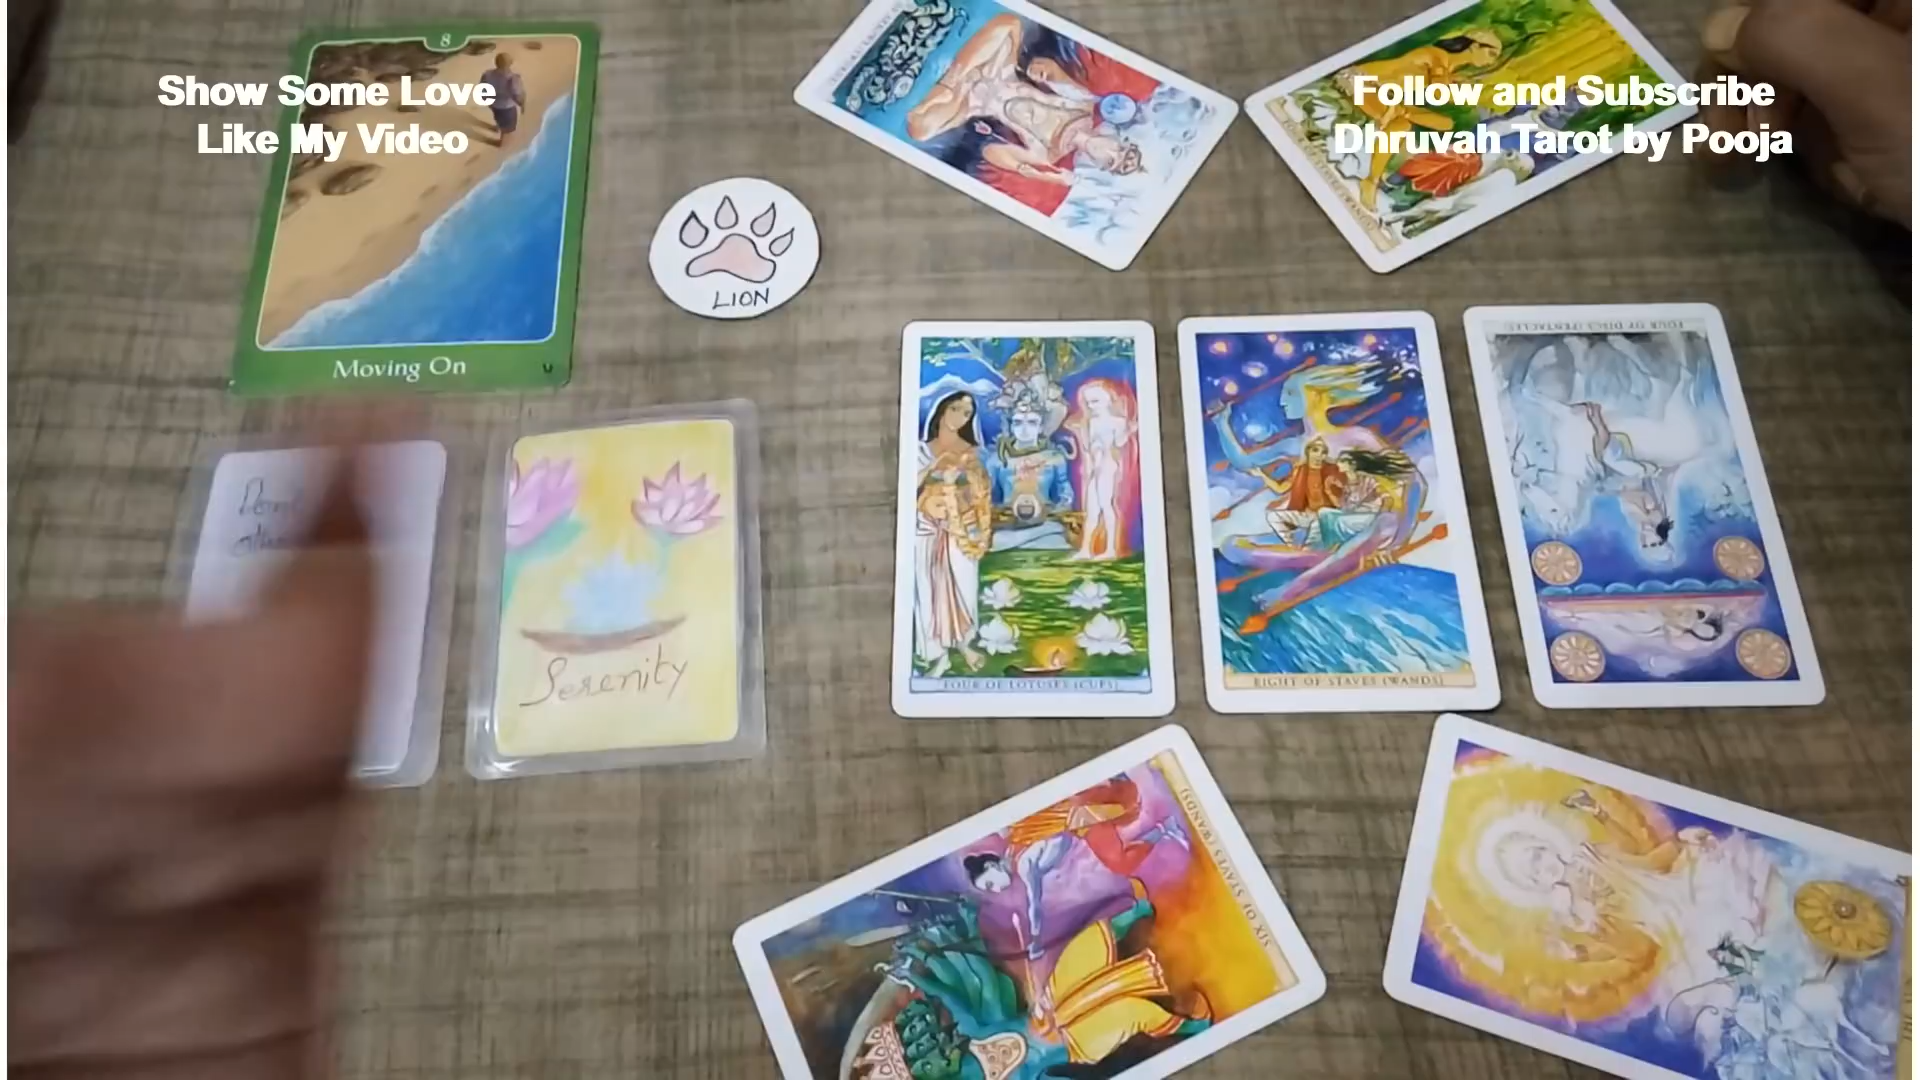 8
Show Some Love
Like My Video
Follow and Subscribe
Dhruvah Tarot by Pooja
LION
FOUR OF DISCS (PENTACLES)
Moving On
Serenity
FOUR OF LOTUSES (CUPS)
EIGHT OF STAVES (WANDS)
SIX OF STAVES (WANDS)